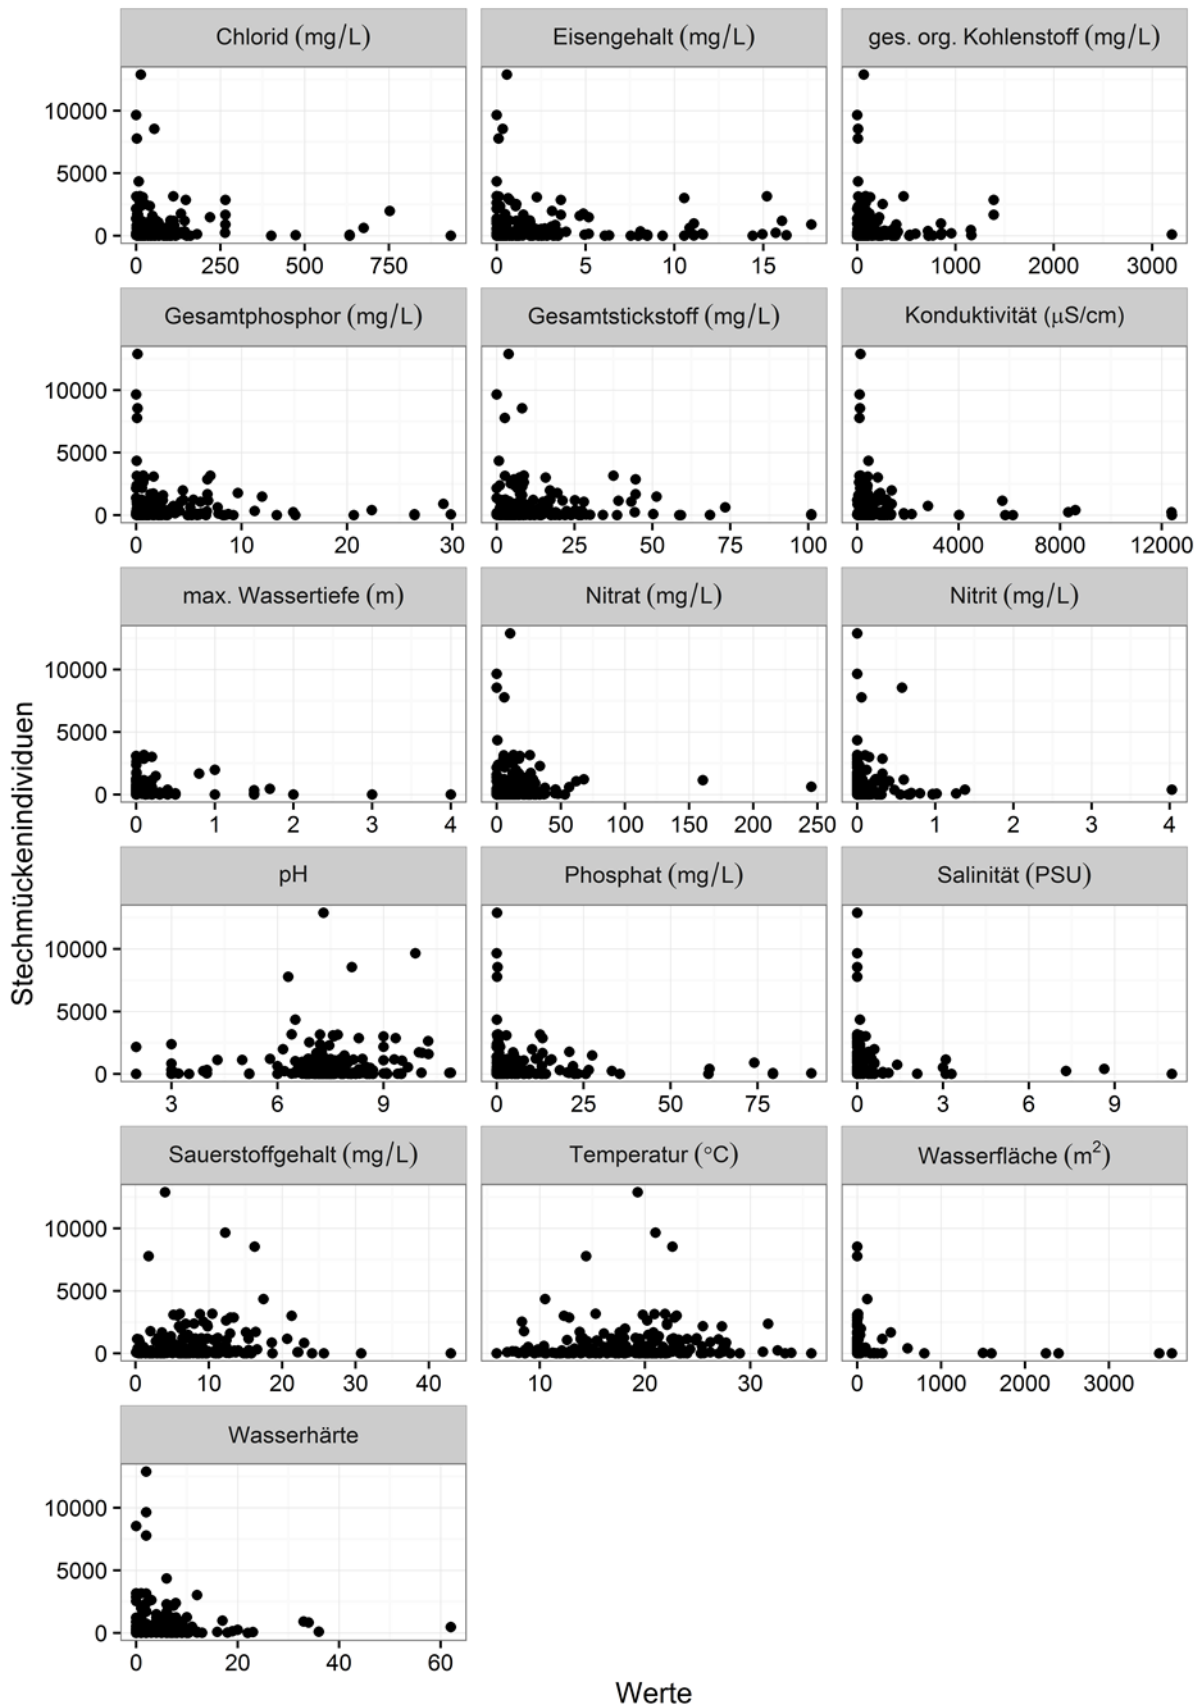 Chlorid (mg/L) Eisengehalt (mg/L) ges. org. Kohlenstoff (mg/L)
10000
5000
0
0 250 500 750 0 5 10 15 0 1000 2000 3000
Gesamtphosphor (mg/L) Gesamtstickstoff (mg/L) Konduktivität (μS/cm)
10000
5000
0
0 10 20 30 0 25 50 75 100 0 4000 8000 12000
max. Wassertiefe (m) Nitrat (mg/L) Nitrit (mg/L)
10000
5000
0
0 1 2 3 4 0 50 100 150 200 250 0 1 2 3 4
Stechmückenindividuen
pH Phosphat (mg/L) Salinität (PSU)
10000
5000
0
3 6 9 0 25 50 75 0 3 6 9
Sauerstoffgehalt (mg/L) Temperatur (°C) Wasserfläche (m²)
10000
5000
0
0 10 20 30 40 10 20 30 0 1000 2000 3000
Wasserhärte
10000
5000
0
0 20 40 60
Werte